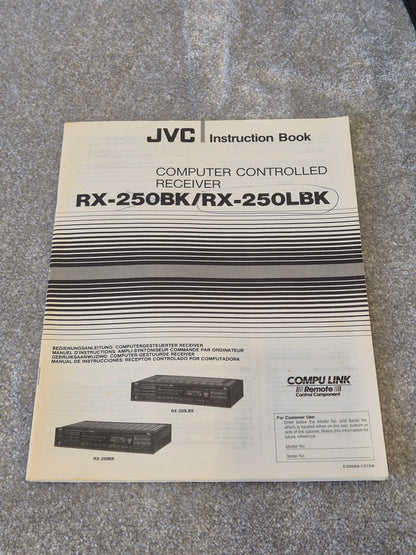 JVC Instruction Book
COMPUTER CONTROLLED
RECEIVER
RX-250BK/RX-250LBK
BEDIENUNGSANLEITUNG: COMPUTERGESTEUERTER RECEIVER
MANUEL D'INSTRUCTIONS: AMPLI-SYNTONISEUR COMMANDE PAR ORDINATEUR
GEBRUIKSAANWIJZING: COMPUTER-GESTUURDE RECEIVER
MANUAL DE INSTRUCCIONES: RECEPTOR CONTROLADO POR COMPUTADORA
RX-250LBK
RX-250BK
COMPU LINK
Remote
Control Component
For Customer Use:
Enter below the Model No. and Serial No.
which is located either on the rear, bottom or
side of the cabinet. Retain this information for
future reference.
Model No.
Serial No.